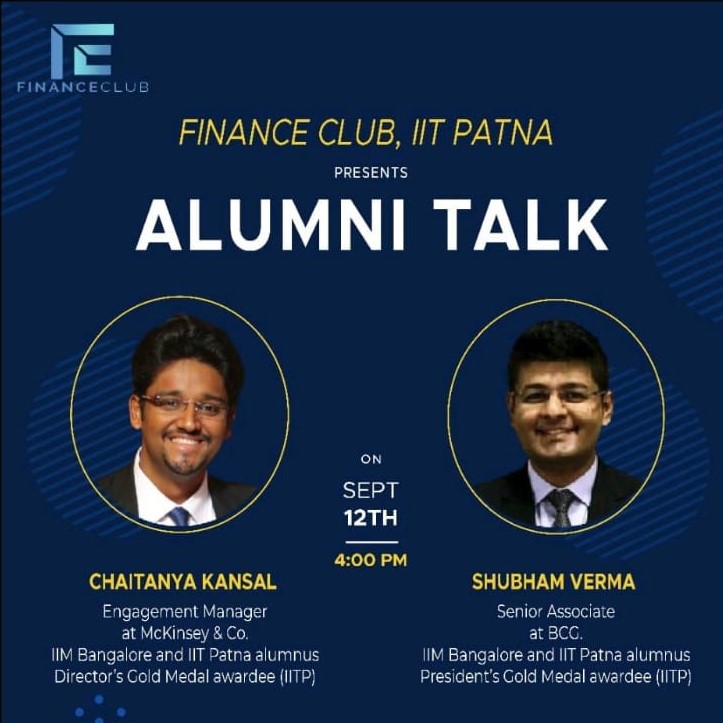 FINANCECLUB
FINANCE CLUB, IIT PATNA
PRESENTS
ALUMNI TALK
ON
SEPT
12TH
4:00 PM
CHAITANYA KANSAL
Engagement Manager
at McKinsey & Co.
IIM Bangalore and IIT Patna alumnus
Director's Gold Medal awardee (IITP)
SHUBHAM VERMA
Senior Associate
at BCG.
IIM Bangalore and IIT Patna alumnus
President's Gold Medal awardee (IITP)